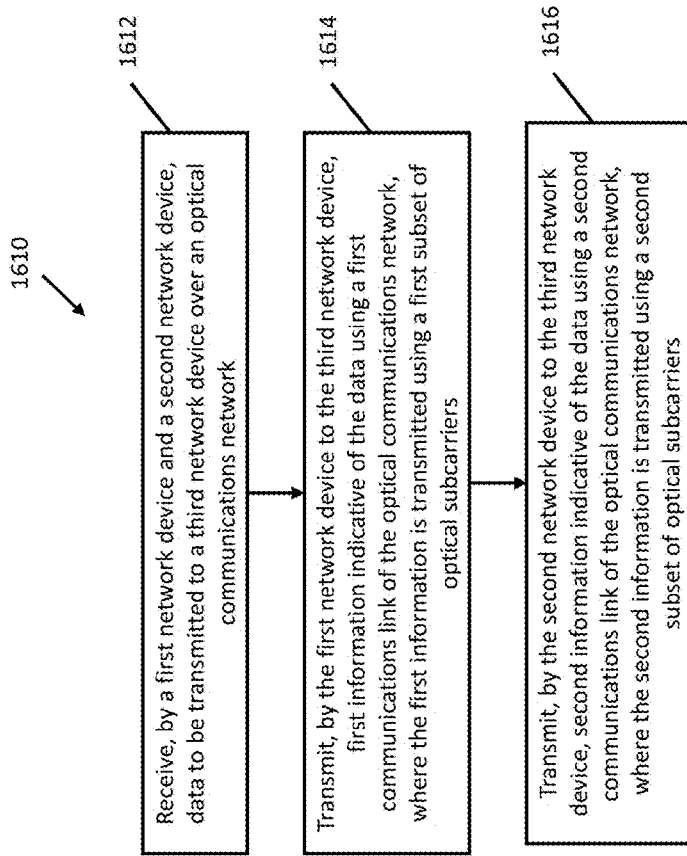 1610
1612
Receive, by a first network device and a second network device,
data to be transmitted to a third network device over an optical
communications network
1614
Transmit, by the first network device to the third network device,
first information indicative of the data using a first
communications link of the optical communications network,
where the first information is transmitted using a first subset of
optical subcarriers
1616
Transmit, by the second network device to the third network
device, second information indicative of the data using a second
communications link of the optical communications network,
where the second information is transmitted using a second
subset of optical subcarriers